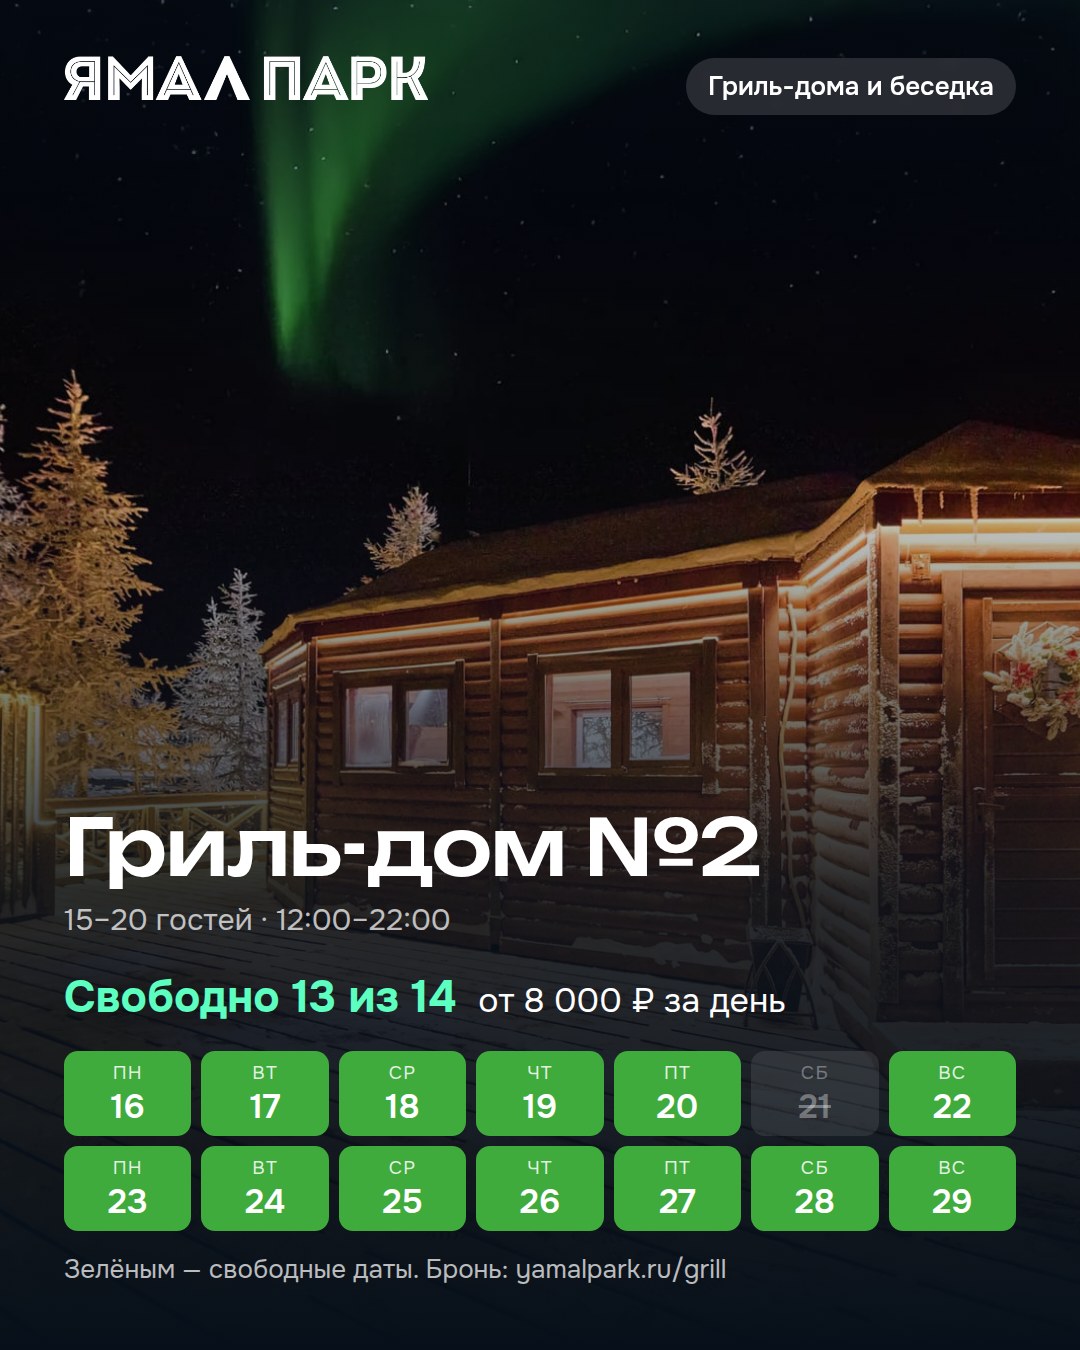 ЯМАЛ ПАРК
Гриль-дома и беседка
Гриль-дом №2
15–20 гостей · 12:00–22:00
Свободно 13 из 14 от 8 000 ₽ за день
ПН ВТ СР ЧТ ПТ СБ ВС
16 17 18 19 20 21 22
ПН ВТ СР ЧТ ПТ СБ ВС
23 24 25 26 27 28 29
Зелёным — свободные даты. Бронь: yamalpark.ru/grill